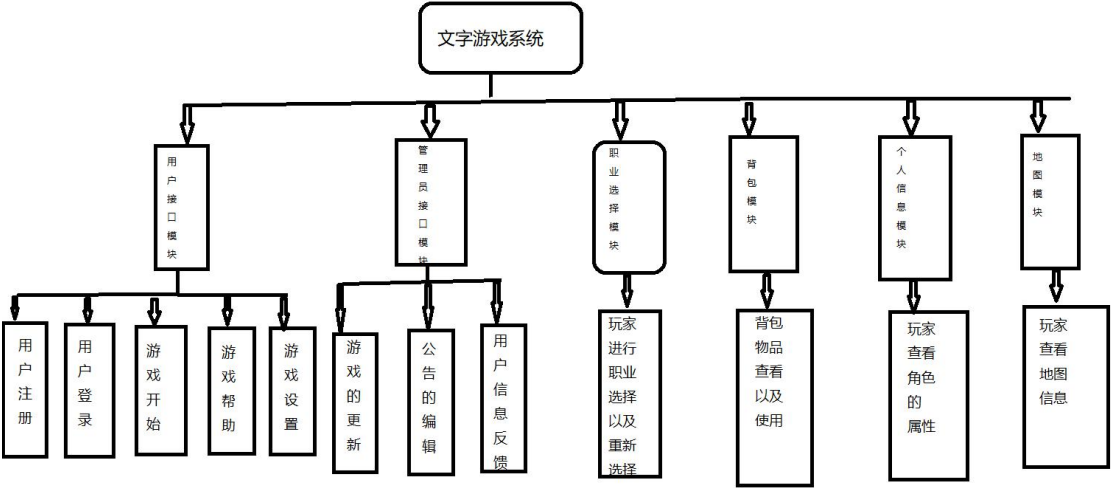 文字游戏系统
用户接口模块
管理员接口模块
职业选择模块
背包模块
个人信息模块
地图模块
用户注册
用户登录
游戏开始
游戏帮助
游戏设置
游戏的更新
公告的编辑
用户信息反馈
玩家
进行
职业
选择
以及
重新
选择
背包
物品
查看
以及
使用
玩家
查看
角色
的
属性
玩家
查看
地图
信息